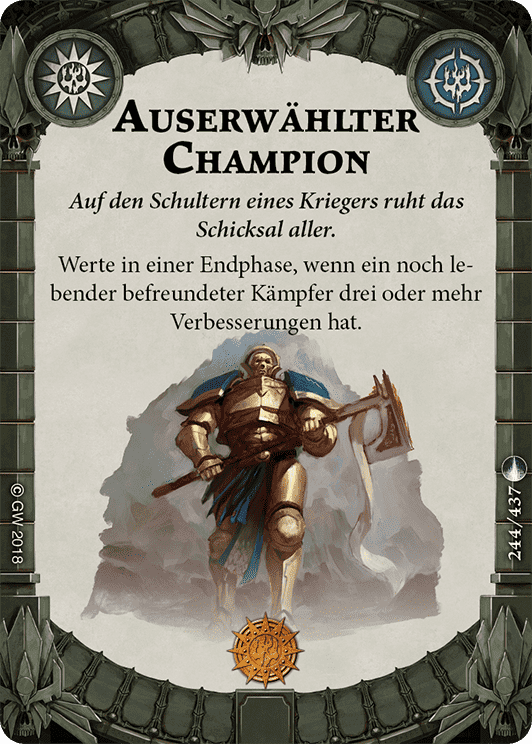 Auserwählter
Champion
Auf den Schultern eines Kriegers ruht das
Schicksal aller.
Werte in einer Endphase, wenn ein noch le-
bender befreundeter Kämpfer drei oder mehr
Verbesserungen hat.
© GW 2018
244/437